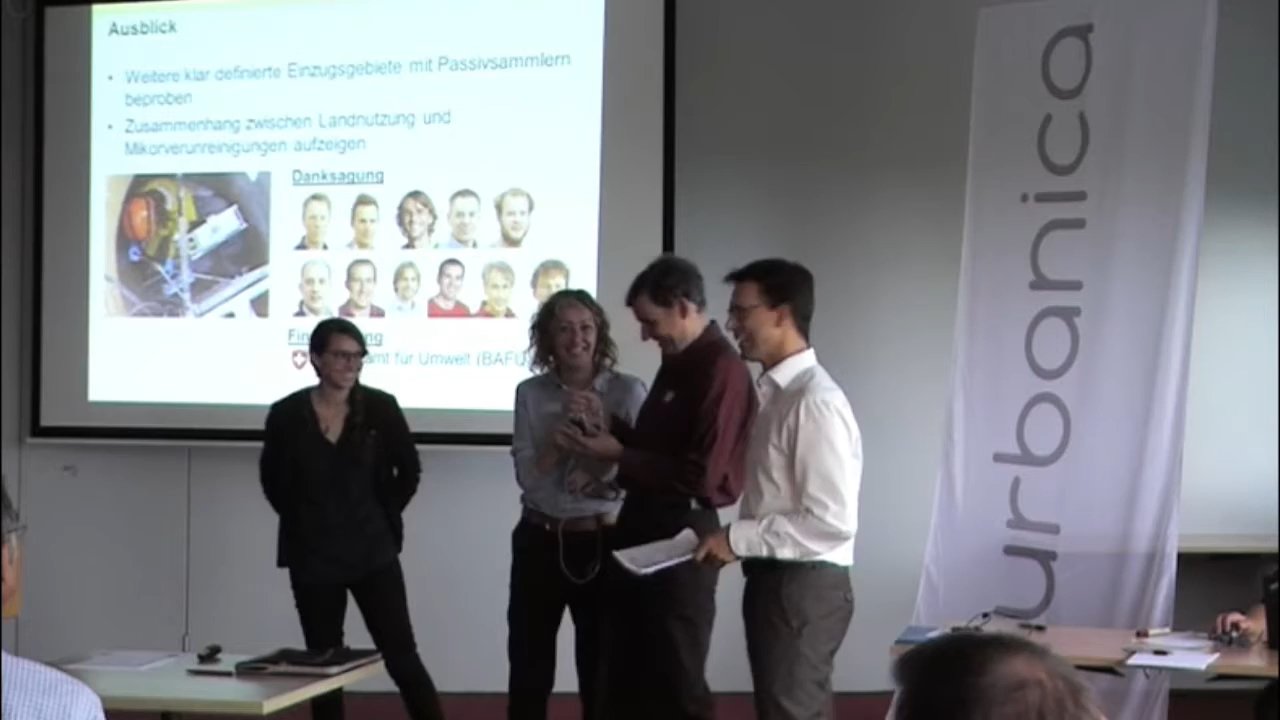 Ausblick
• Weitere klar definierte Einzugsgebiete mit Passivsammlern
beproben
• Zusammenhang zwischen Landnutzung und
Mikorverunreinigungen aufzeigen
Danksagung
für Umwelt (BAFU
urbanica